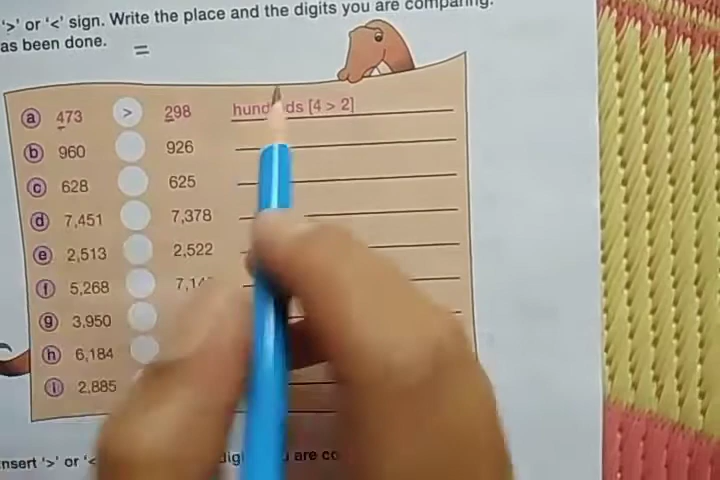 '>' or '<' sign. Write the place and the digits you are comparing.
as been done. =
a 473 > 298 hund ds [4 > 2]
b 960 926
c 628 625
d 7,451 7,378
e 2,513 2,522
f 5,268 7,14
g 3,950
h 6,184
i 2,885
nsert '>' or '< digi are co